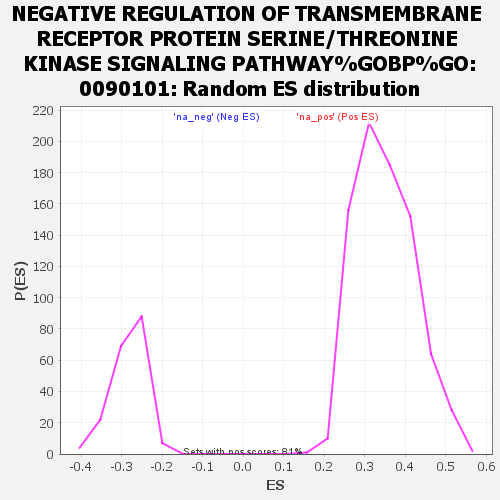 NEGATIVE REGULATION OF TRANSMEMBRANE
RECEPTOR PROTEIN SERINE/THREONINE
KINASE SIGNALING PATHWAY%GOBP%GO:
0090101: Random ES distribution
'na_neg' (Neg ES)
'na_pos' (Pos ES)
220
200
180
160
140
120
100
80
60
40
20
0
P(ES)
Sets with pos scores: 81%
-0.4 -0.3 -0.2 -0.1 0.0 0.1 0.2 0.3 0.4 0.5 0.6
ES